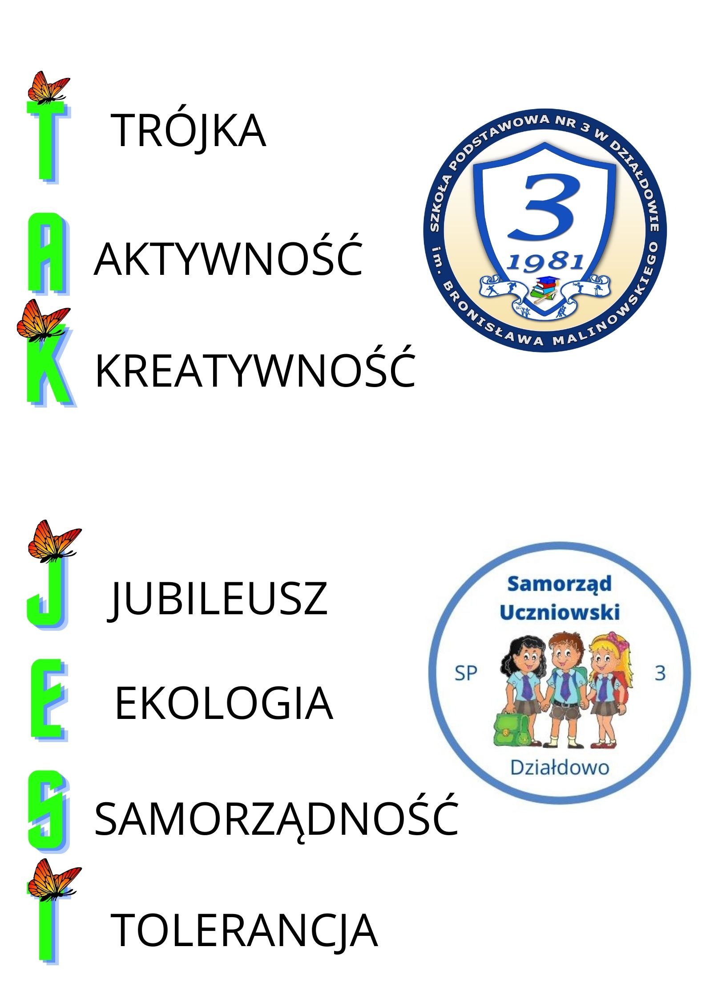 T
TRÓJKA
SZKOŁA PODSTAWOWA NR 3 W DZIAŁDOWIE
im. BRONISŁAWA MALINOWSKIEGO
3
1981
A
AKTYWNOŚĆ
K
KREATYWNOŚĆ
J
JUBILEUSZ
Samorząd
Uczniowski
SP 3
Działdowo
E
EKOLOGIA
S
SAMORZĄDNOŚĆ
T
TOLERANCJA